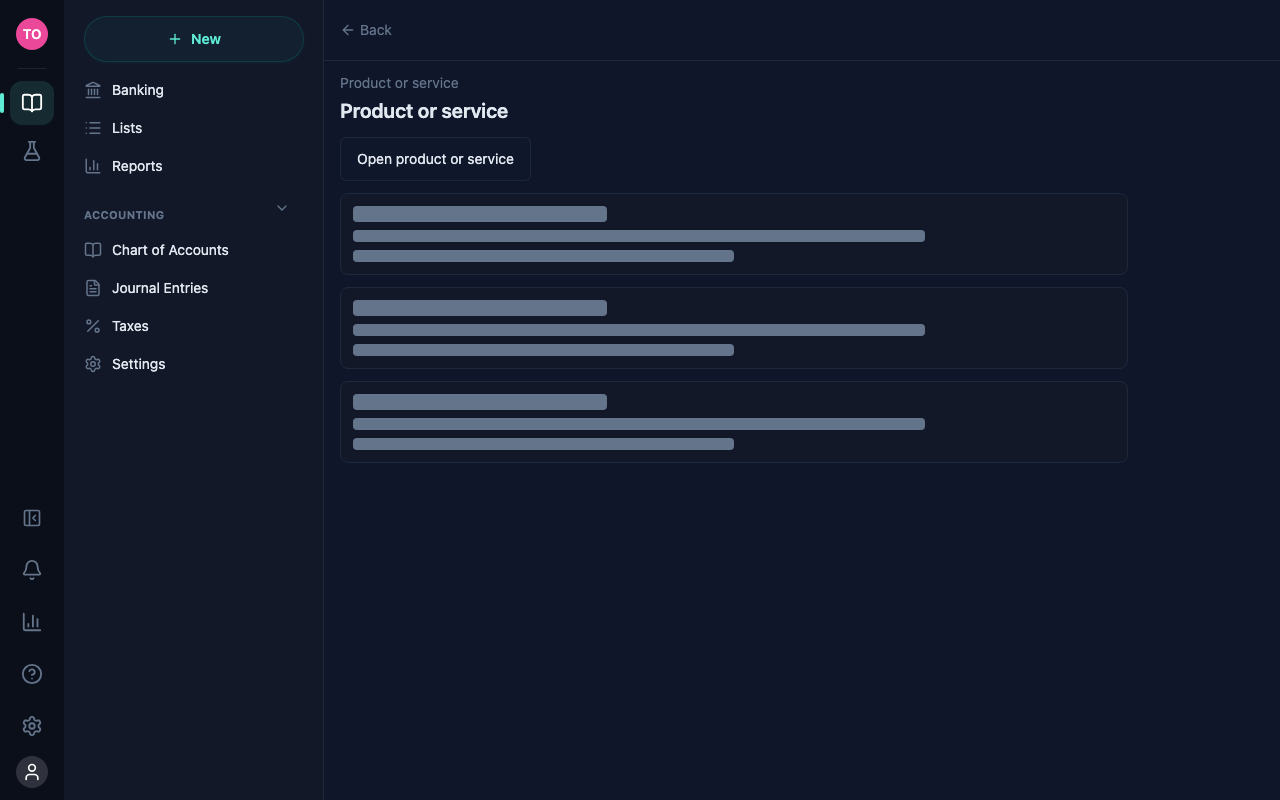 TO
New
Banking
Lists
Reports
ACCOUNTING
Chart of Accounts
Journal Entries
Taxes
Settings
Back
Product or service
Product or service
Open product or service